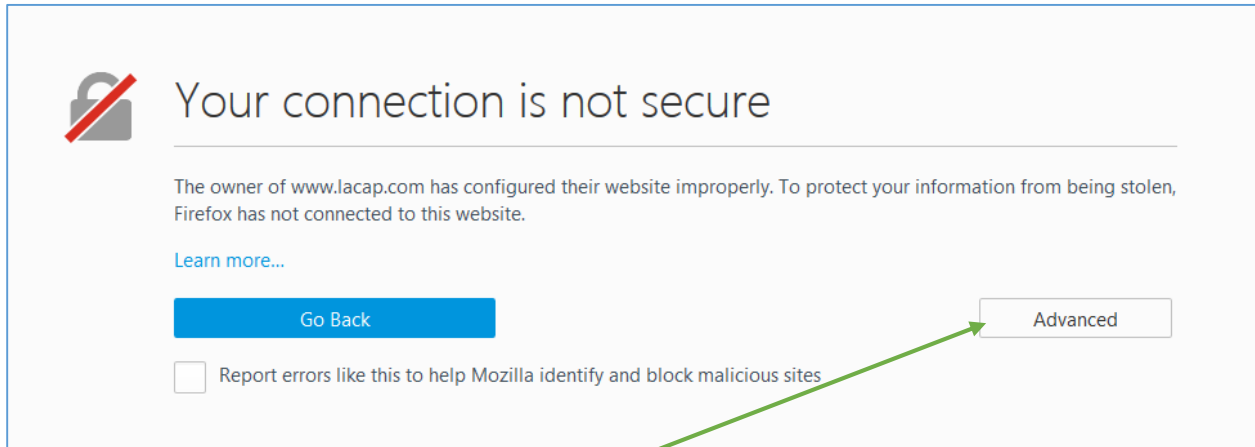 Your connection is not secure
The owner of www.lacap.com has configured their website improperly. To protect your information from being stolen,
Firefox has not connected to this website.
Learn more...
Go Back
Advanced
Report errors like this to help Mozilla identify and block malicious sites